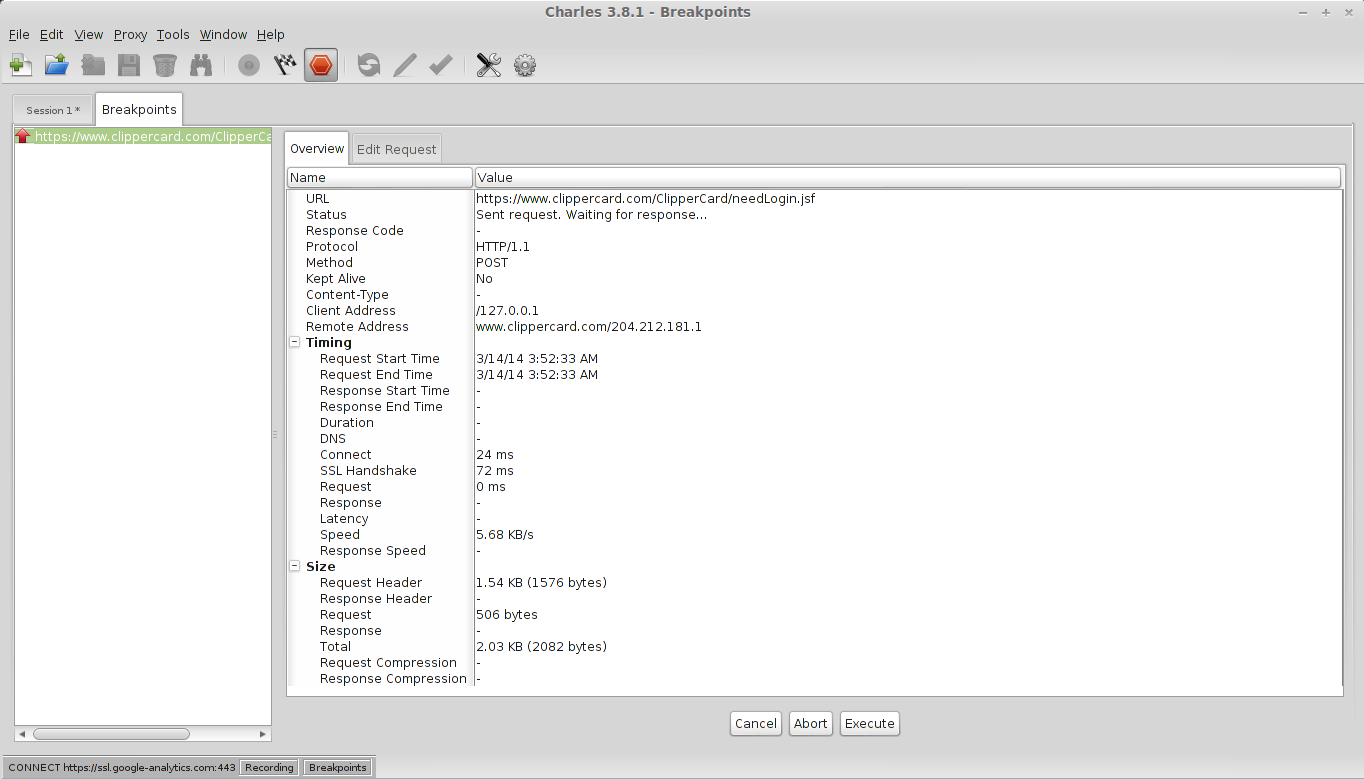 Charles 3.8.1 - Breakpoints
File Edit View Proxy Tools Window Help
Session 1 * Breakpoints
https://www.clippercard.com/ClipperCa
Overview Edit Request
Name Value
URL https://www.clippercard.com/ClipperCard/needLogin.jsf
Status Sent request. Waiting for response...
Response Code -
Protocol HTTP/1.1
Method POST
Kept Alive No
Content-Type -
Client Address /127.0.0.1
Remote Address www.clippercard.com/204.212.181.1
Timing
Request Start Time 3/14/14 3:52:33 AM
Request End Time 3/14/14 3:52:33 AM
Response Start Time -
Response End Time -
Duration -
DNS -
Connect 24 ms
SSL Handshake 72 ms
Request 0 ms
Response -
Latency -
Speed 5.68 KB/s
Response Speed -
Size
Request Header 1.54 KB (1576 bytes)
Response Header -
Request 506 bytes
Response -
Total 2.03 KB (2082 bytes)
Request Compression -
Response Compression -
Cancel Abort Execute
CONNECT https://ssl.google-analytics.com:443 Recording Breakpoints